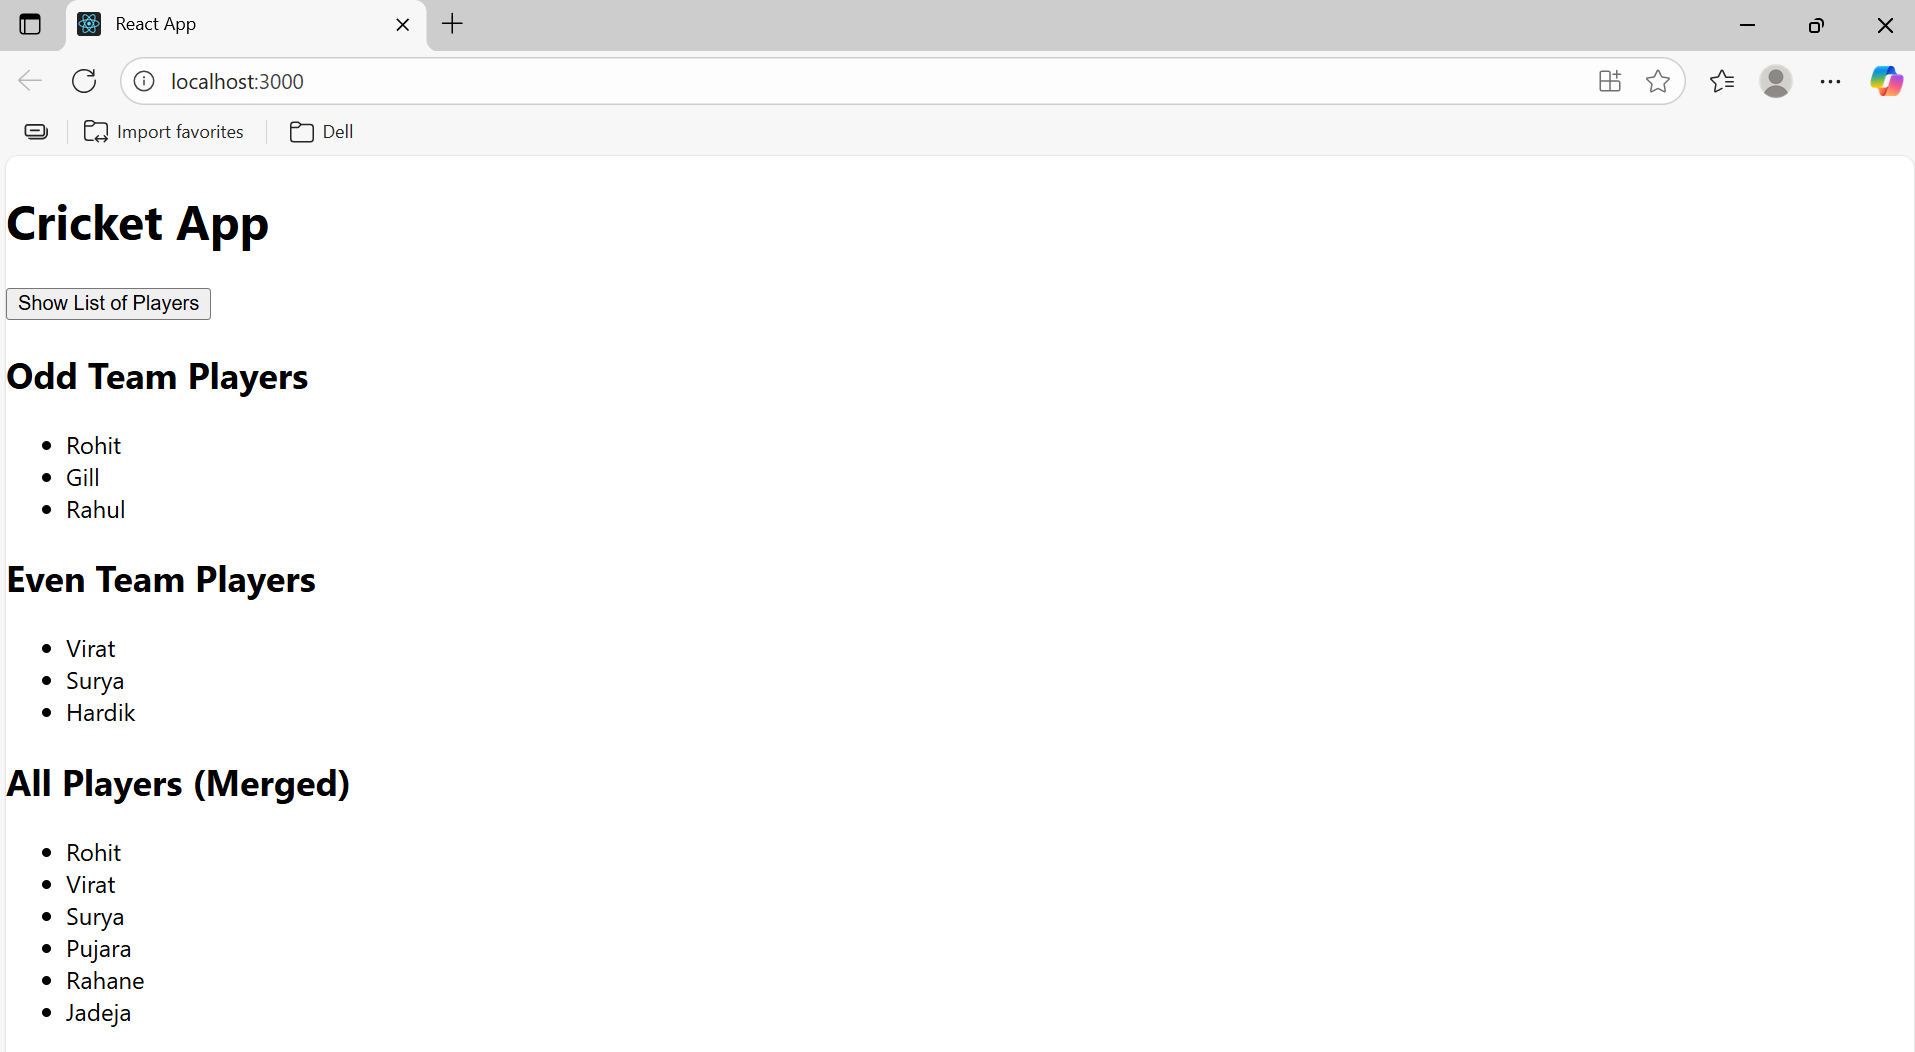 React App
localhost:3000
Import favorites
Dell
Cricket App
Show List of Players
Odd Team Players
Rohit
Gill
Rahul
Even Team Players
Virat
Surya
Hardik
All Players (Merged)
Rohit
Virat
Surya
Pujara
Rahane
Jadeja